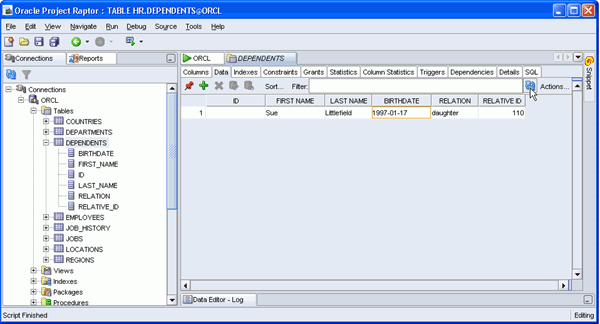 Oracle Project Raptor : TABLE HR.DEPENDENTS@ORCL
File Edit View Navigate Run Debug Source Tools Help
Connections Reports
ORCL DEPENDENTS
Columns Data Indexes Constraints Grants Statistics Column Statistics Triggers Dependencies Details SQL
Sort... Filter: Actions...
Snippet
ID FIRST NAME LAST NAME BIRTHDATE RELATION RELATIVE ID
1 Sue Littlefield 1997-01-17 daughter 110
Connections
ORCL
Tables
COUNTRIES
DEPARTMENTS
DEPENDENTS
BIRTHDATE
FIRST_NAME
ID
LAST_NAME
RELATION
RELATIVE_ID
EMPLOYEES
JOB_HISTORY
JOBS
LOCATIONS
REGIONS
Views
Indexes
Packages
Procedures
Data Editor - Log
Script Finished Editing